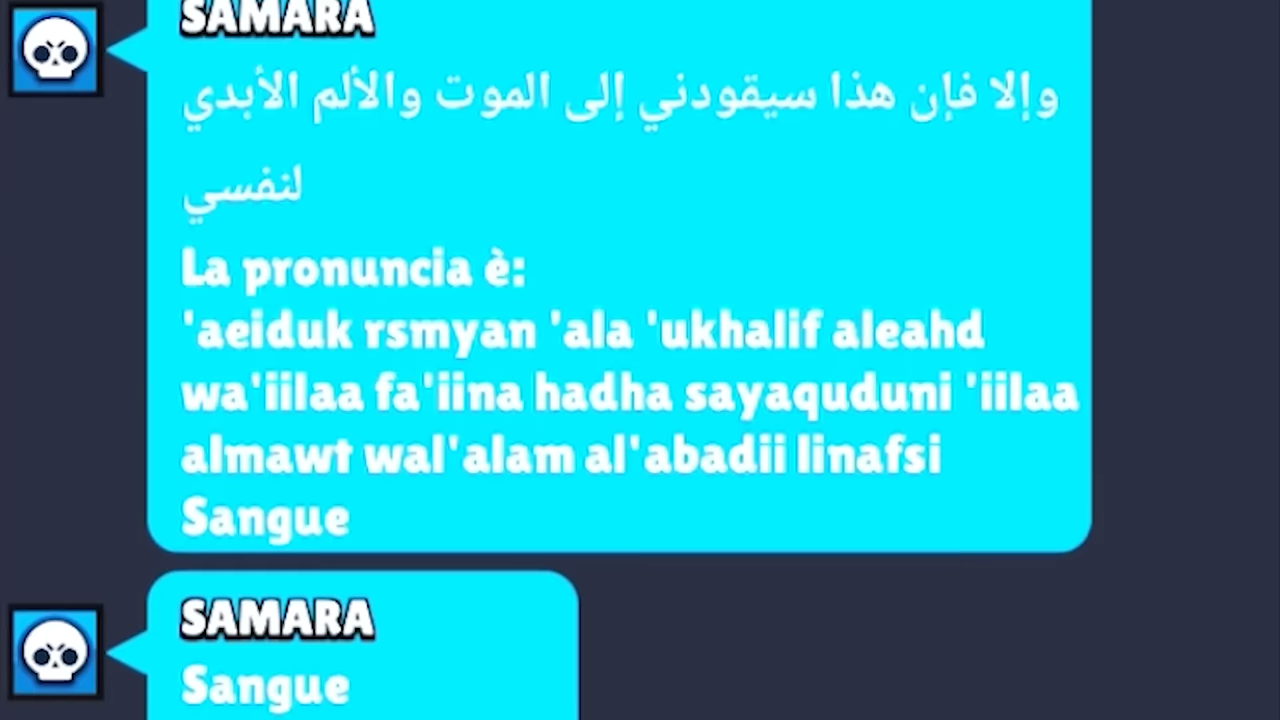 SAMARA
وإلا فإن هذا سيقودني إلى الموت والألم الأبدي
لنفسي
La pronuncia è:
'aeiduk rsmyan 'ala 'ukhalif aleahd
wa'iilaa fa'iina hadha sayaquduni 'iilaa
almawt wal'alam al'abadii linafsi
Sangue
SAMARA
Sangue